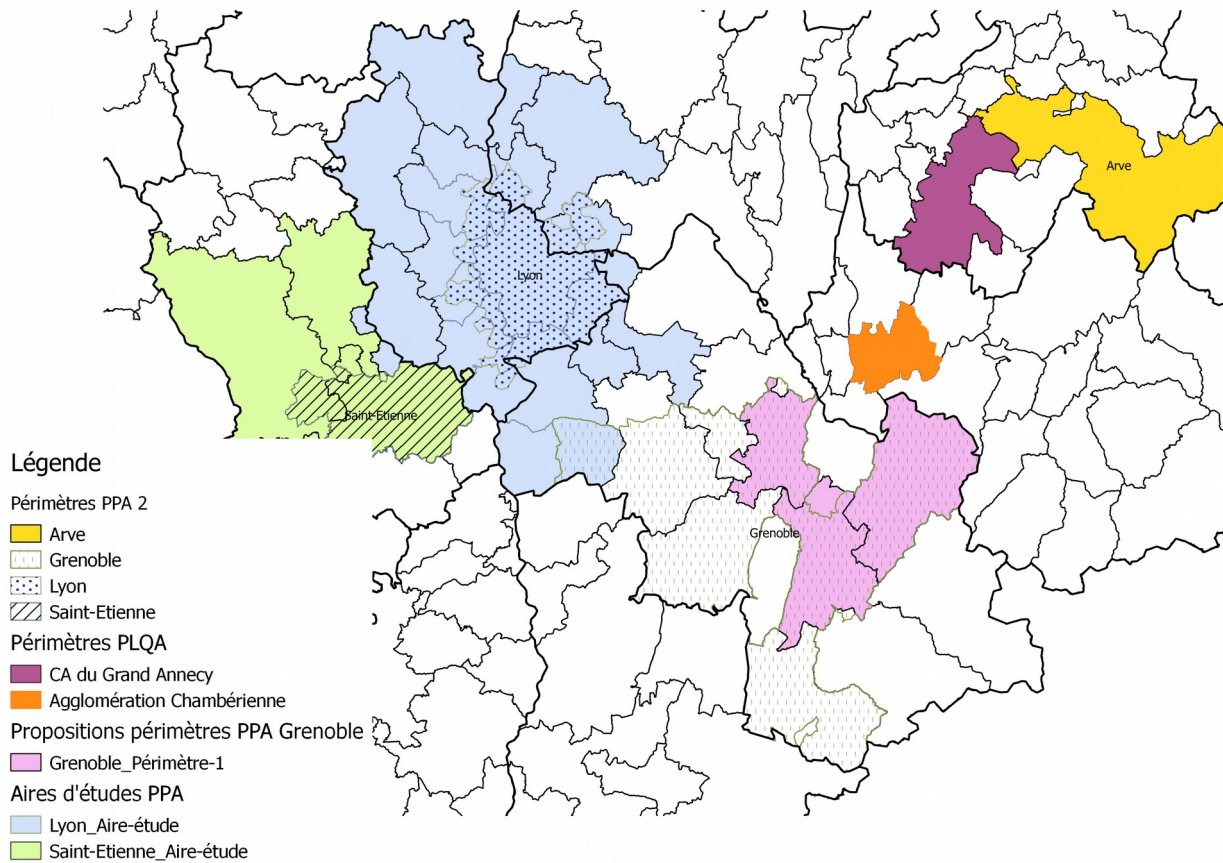 Arve
Lyon
Saint-Etienne
Grenoble
Légende
Périmètres PPA 2
Arve
Grenoble
Lyon
Saint-Etienne
Périmètres PLQA
CA du Grand Annecy
Agglomération Chambérienne
Propositions périmètres PPA Grenoble
Grenoble_Périmètre-1
Aires d'études PPA
Lyon_Aire-étude
Saint-Etienne_Aire-étude